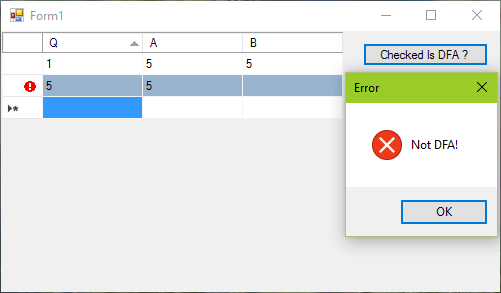 Form1
Q A B
Checked Is DFA ?
1 5 5
5 5
Error
Not DFA!
OK